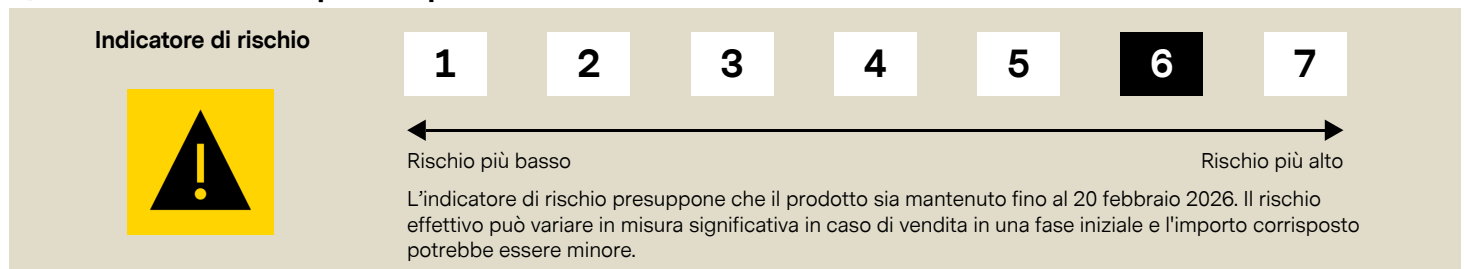 Indicatore di rischio
1 2 3 4 5 6 7
Rischio più basso Rischio più alto
L'indicatore di rischio presuppone che il prodotto sia mantenuto fino al 20 febbraio 2026. Il rischio
effettivo può variare in misura significativa in caso di vendita in una fase iniziale e l'importo corrisposto
potrebbe essere minore.